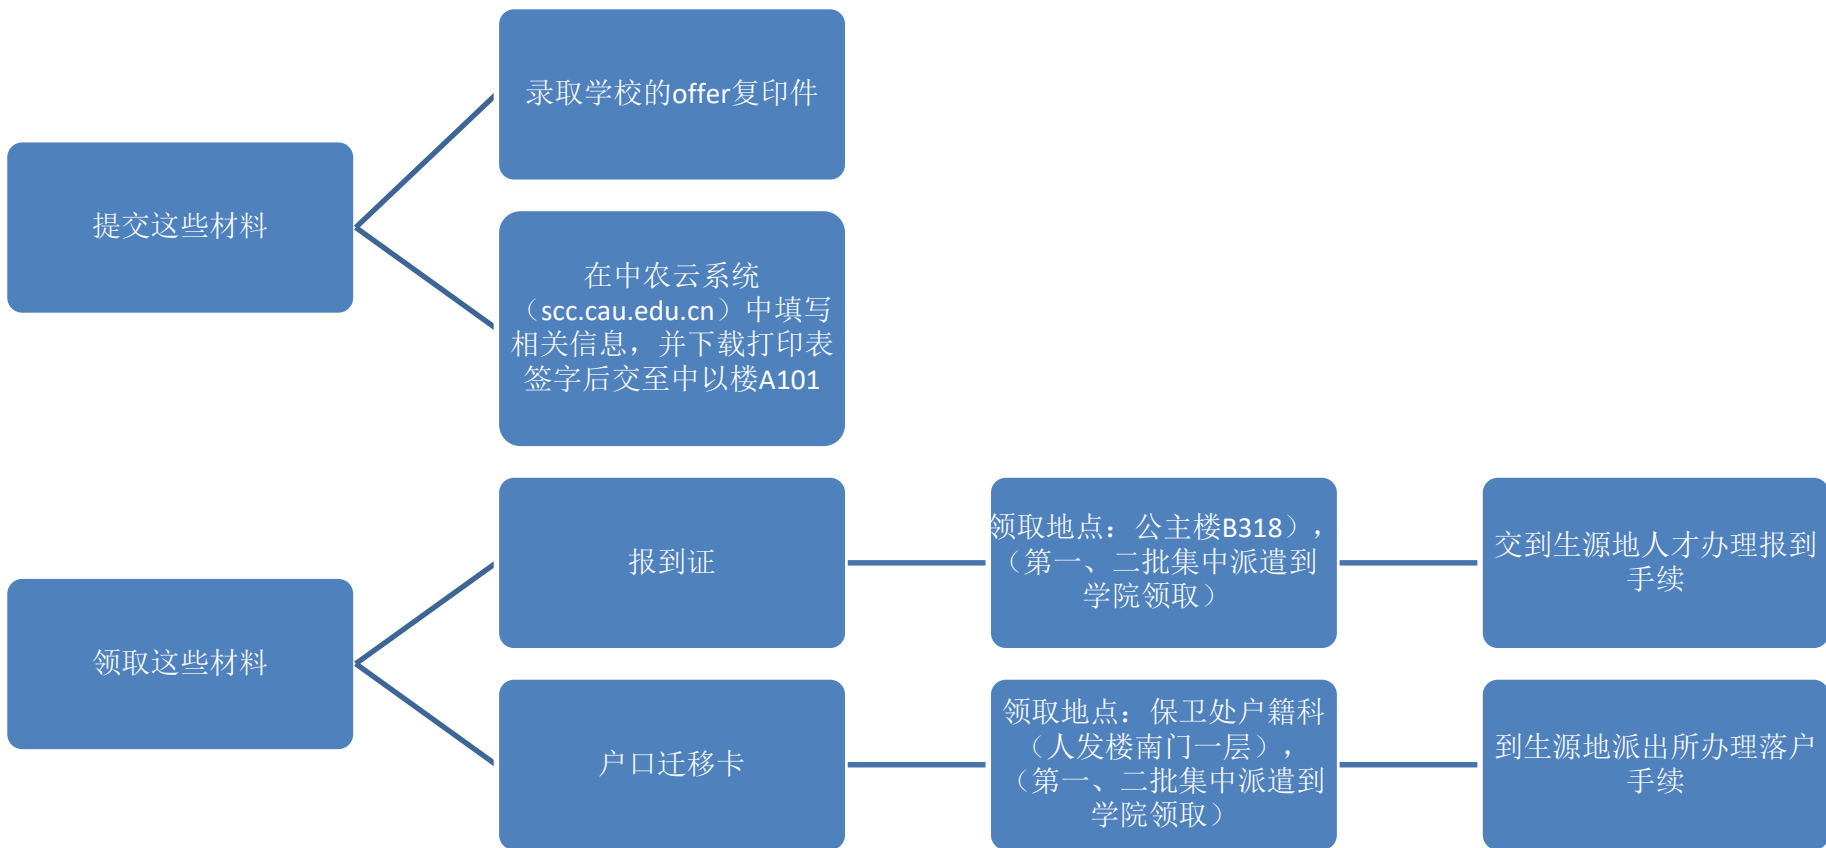 录取学校的offer复印件
提交这些材料
在中农云系统
（scc.cau.edu.cn）中填写
相关信息，并下载打印表
签字后交至中以楼A101
领取这些材料
报到证
领取地点：公主楼B318），
（第一、二批集中派遣到
学院领取）
交到生源地人才办理报到
手续
户口迁移卡
领取地点：保卫处户籍科
（人发楼南门一层），
（第一、二批集中派遣到
学院领取）
到生源地派出所办理落户
手续